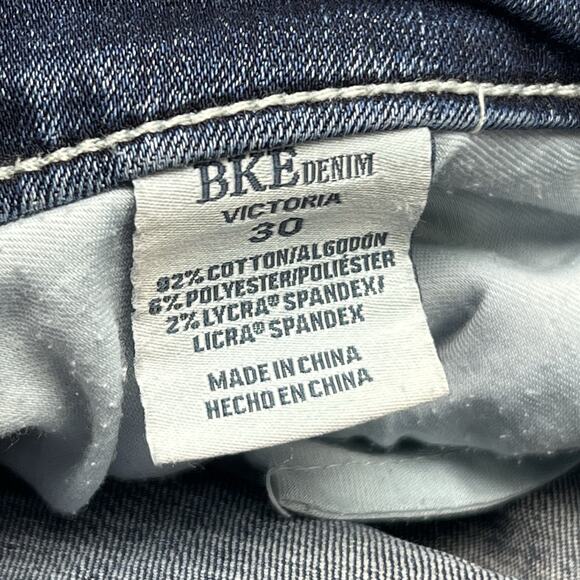 BKE DENIM
VICTORIA
30
92% COTTON/ALGODÓN
6% POLYESTER/POLIÉSTER
2% LYCRA® SPANDEX/
LICRA® SPANDEX
MADE IN CHINA
HECHO EN CHINA